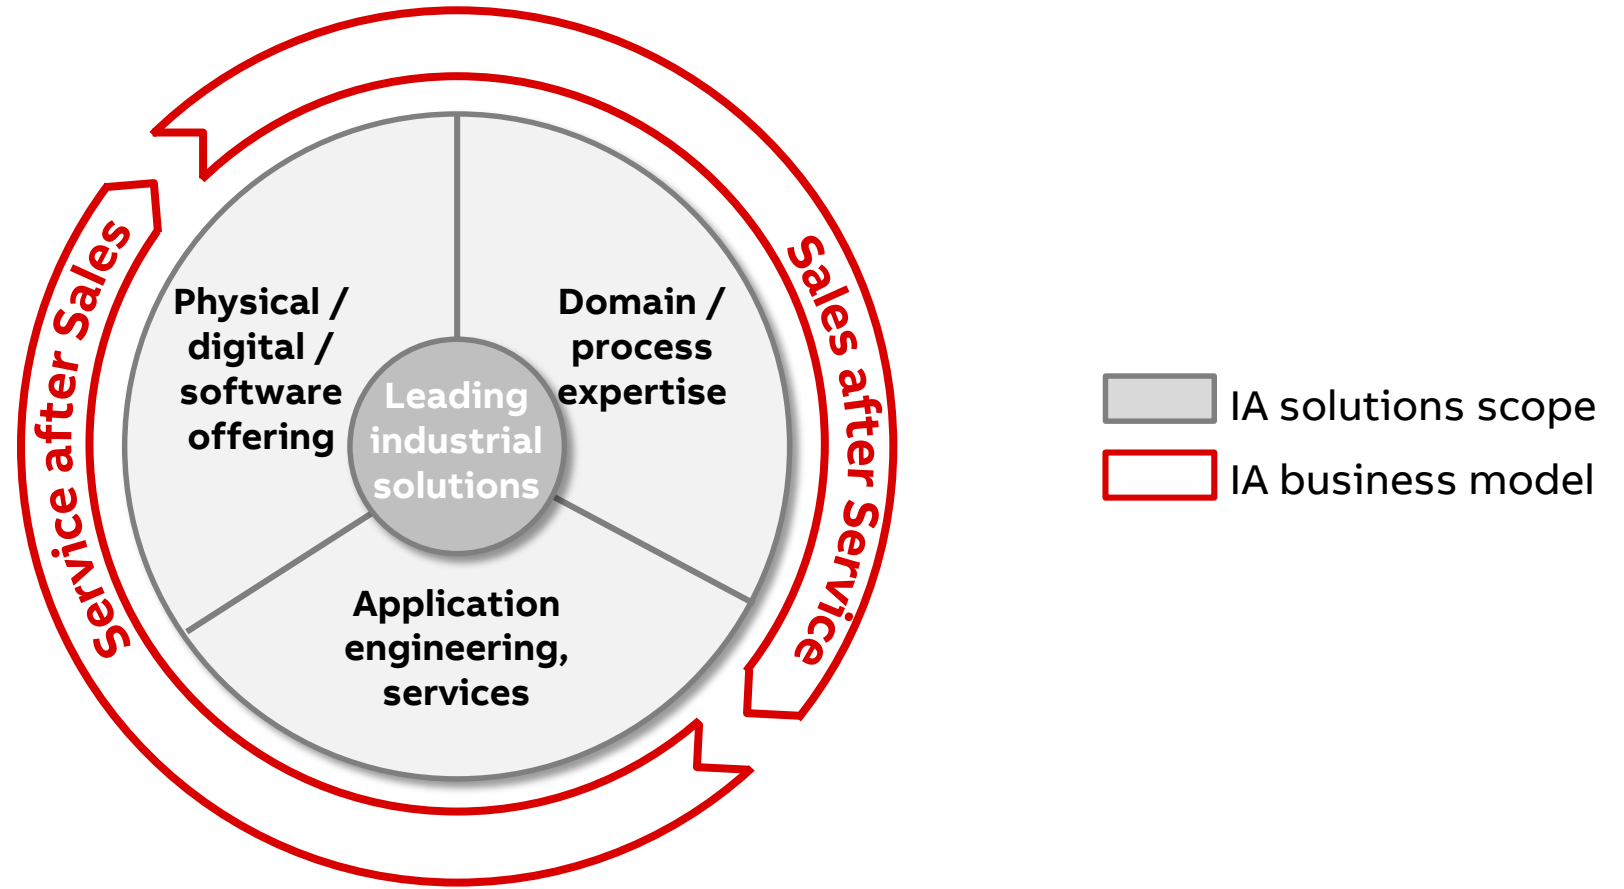 Service after Sales
Sales after Service
Physical /
digital /
software
offering
Domain /
process
expertise
Leading
industrial
solutions
Application
engineering,
services
IA solutions scope
IA business model